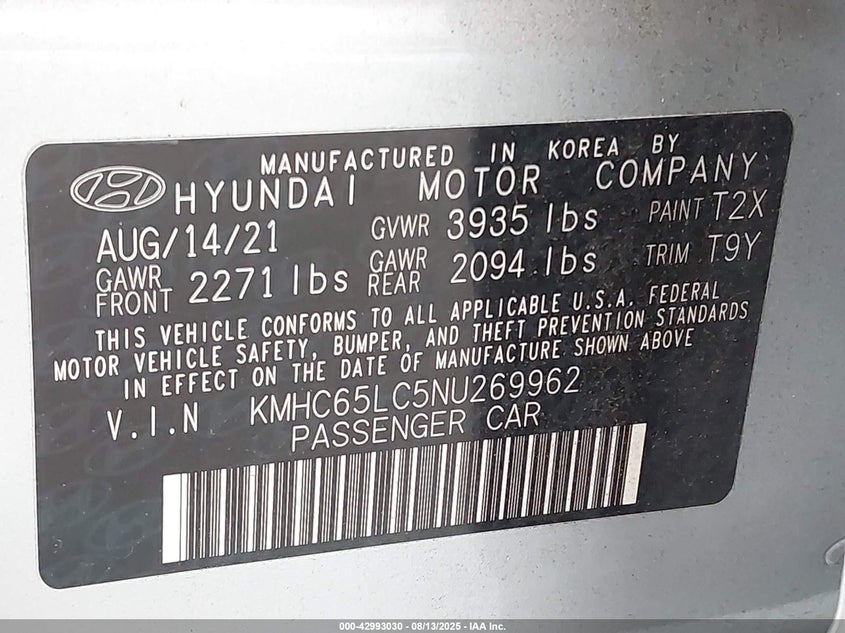 MANUFACTURED IN KOREA BY
HYUNDAI MOTOR COMPANY
AUG/14/21 GVWR 3935 lbs PAINT T2X
GAWR FRONT 2271 lbs GAWR REAR 2094 lbs TRIM T9Y
THIS VEHICLE CONFORMS TO ALL APPLICABLE U.S.A. FEDERAL
MOTOR VEHICLE SAFETY, BUMPER, AND THEFT PREVENTION STANDARDS
IN EFFECT ON THE DATE OF MANUFACTURE SHOWN ABOVE
V.I.N KMHC65LC5NU269962
PASSENGER CAR
000-42993030 - 08/13/2025 - IAA Inc.